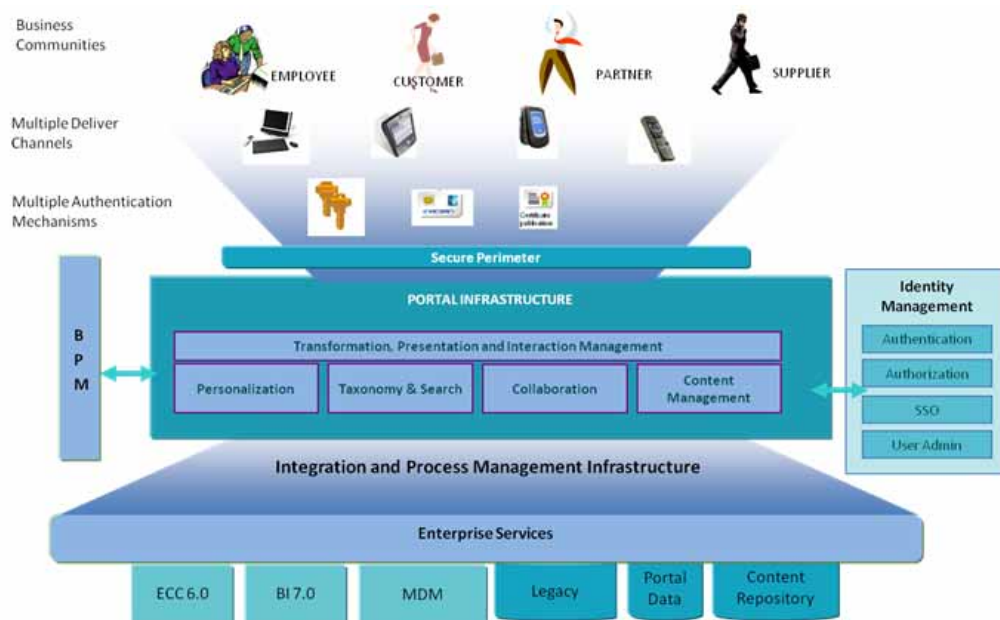 Business
Communities
EMPLOYEE
CUSTOMER
PARTNER
SUPPLIER
Multiple Deliver
Channels
Multiple Authentication
Mechanisms
Certificate
Secure Perimeter
PORTAL INFRASTRUCTURE
Transformation, Presentation and Interaction Management
Personalization
Taxonomy & Search
Collaboration
Content
Management
B
P
M
Identity
Management
Authentication
Authorization
SSO
User Admin
Integration and Process Management Infrastructure
Enterprise Services
ECC 6.0
BI 7.0
MDM
Legacy
Portal
Data
Content
Repository